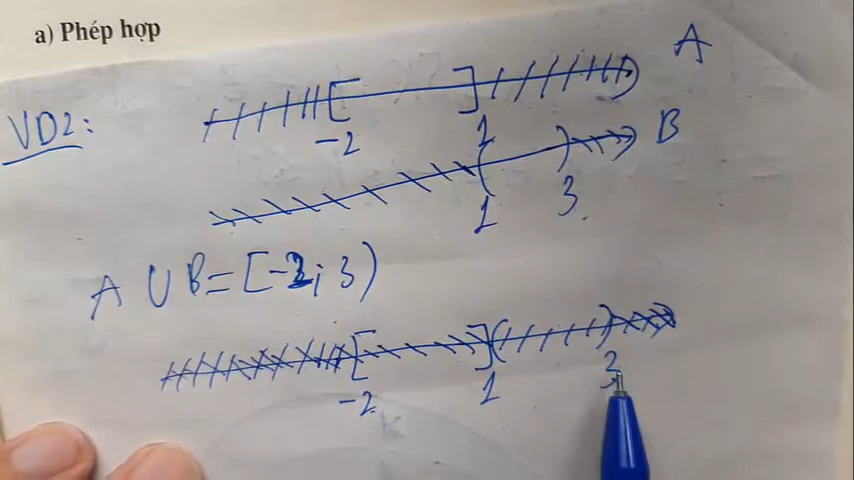 a) Phép hợp
A
VD2:
-2 1
B
1 3
A ∪ B = [-2; 3)
-2 1 3